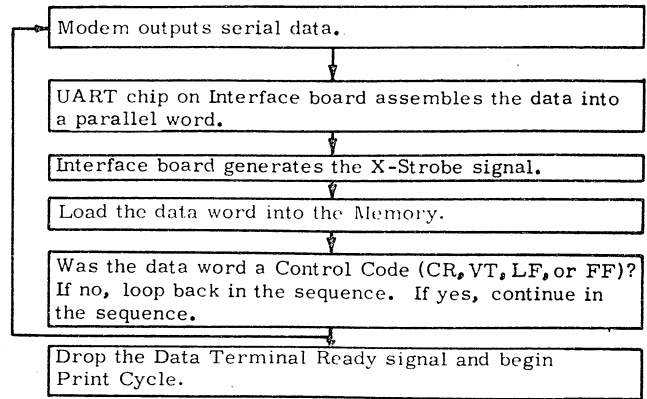 Modem outputs serial data.
UART chip on Interface board assembles the data into
a parallel word.
Interface board generates the X-Strobe signal.
Load the data word into the Memory.
Was the data word a Control Code (CR, VT, LF, or FF)?
If no, loop back in the sequence. If yes, continue in
the sequence.
Drop the Data Terminal Ready signal and begin
Print Cycle.